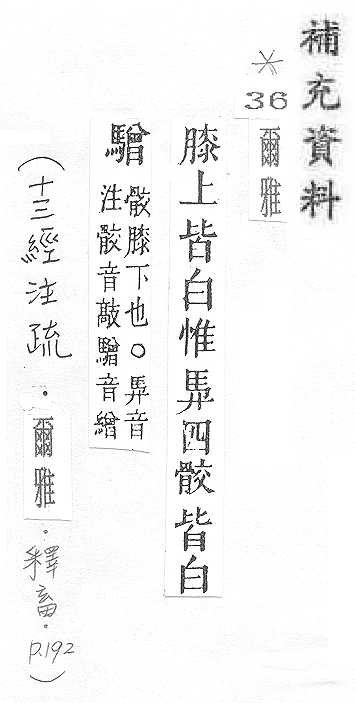 補充資料
*
36
爾雅
膝上皆白惟馵四骹皆白
驓
骹膝下也○馵音
注骹音敲驓音繒
(十三經注疏·爾雅·釋畜·p.192)